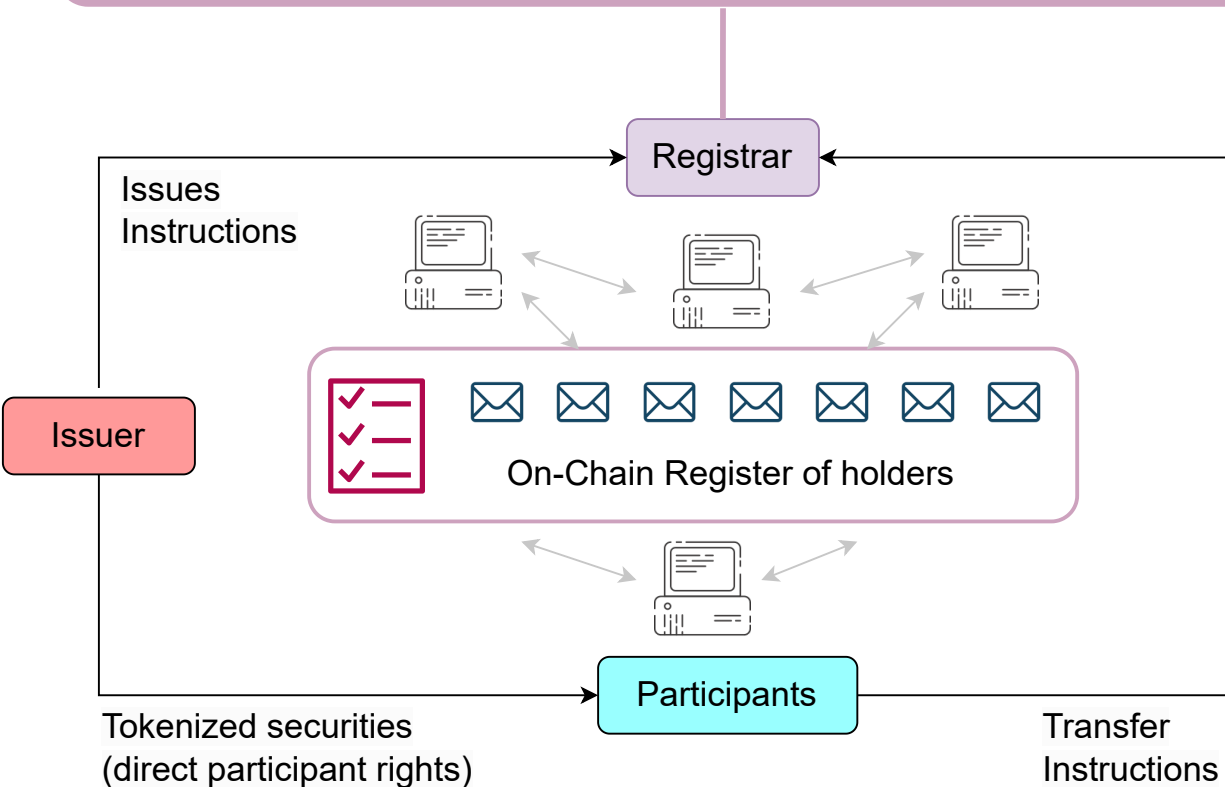 Registrar
Issues
Instructions
Issuer
On-Chain Register of holders
Participants
Tokenized securities
(direct participant rights)
Transfer
Instructions